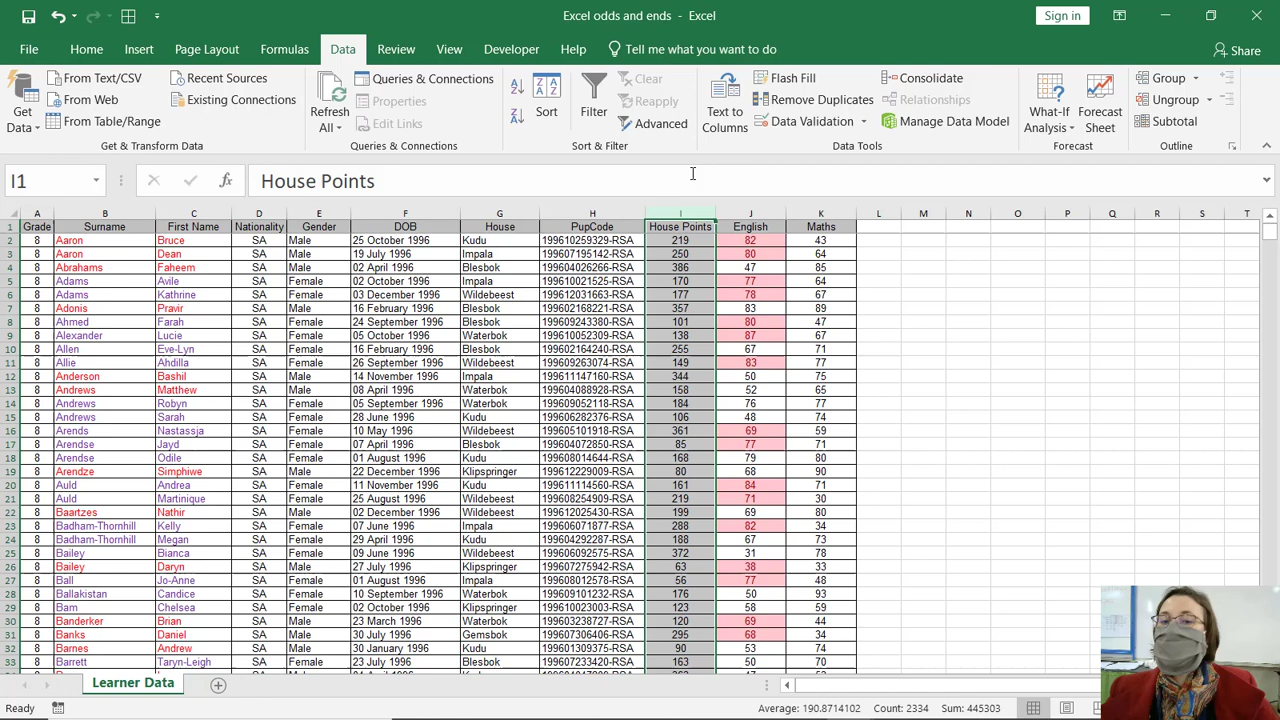 Excel odds and ends - Excel
Sign in
File Home Insert Page Layout Formulas Data Review View Developer Help Tell me what you want to do Share
Get Data
From Text/CSV
From Web
From Table/Range
Recent Sources
Existing Connections
Get & Transform Data
Refresh All
Queries & Connections
Properties
Edit Links
Queries & Connections
Sort
Filter
Clear
Reapply
Advanced
Sort & Filter
Text to Columns
Flash Fill
Remove Duplicates
Data Validation
Consolidate
Relationships
Manage Data Model
Data Tools
What-If Analysis
Forecast Sheet
Forecast
Group
Ungroup
Subtotal
Outline
I1 fx House Points
A B C D E F G H I J K L M N O P Q R S T
1 Grade Surname First Name Nationality Gender DOB House PupCode House Points English Maths
2 8 Aaron Bruce SA Male 25 October 1996 Kudu 199610259329-RSA 219 82 43
3 8 Aaron Dean SA Male 19 July 1996 Impala 199607195142-RSA 250 80 64
4 8 Abrahams Faheem SA Male 02 April 1996 Blesbok 199604026266-RSA 386 47 85
5 8 Adams Avile SA Female 02 October 1996 Impala 199610021525-RSA 170 77 64
6 8 Adams Kathrine SA Female 03 December 1996 Wildebeest 199612031663-RSA 177 78 67
7 8 Adonis Pravir SA Male 16 February 1996 Blesbok 199602168221-RSA 357 83 89
8 8 Ahmed Farah SA Female 24 September 1996 Blesbok 199609243380-RSA 101 80 47
9 8 Alexander Lucie SA Female 05 October 1996 Waterbok 199610052309-RSA 138 87 67
10 8 Allen Eve-Lyn SA Female 16 February 1996 Blesbok 199602164240-RSA 255 67 71
11 8 Allie Ahdilla SA Female 26 September 1996 Wildebeest 199609263074-RSA 149 83 77
12 8 Anderson Bashil SA Male 14 November 1996 Impala 199611147160-RSA 344 50 75
13 8 Andrews Matthew SA Male 08 April 1996 Waterbok 199604088928-RSA 158 52 65
14 8 Andrews Robyn SA Female 05 September 1996 Waterbok 199609052118-RSA 184 76 77
15 8 Andrews Sarah SA Female 28 June 1996 Kudu 199606282376-RSA 106 48 74
16 8 Arends Nastassja SA Female 10 May 1996 Wildebeest 199605101918-RSA 361 69 59
17 8 Arendse Jayd SA Female 07 April 1996 Blesbok 199604072850-RSA 85 77 71
18 8 Arendse Odile SA Female 01 August 1996 Kudu 199608014644-RSA 168 79 80
19 8 Arendze Simphiwe SA Male 22 December 1996 Klipspringer 199612229009-RSA 80 68 90
20 8 Auld Andrea SA Female 11 November 1996 Kudu 199611114560-RSA 161 84 71
21 8 Auld Martinique SA Female 25 August 1996 Wildebeest 199608254909-RSA 219 71 30
22 8 Baartzes Nathir SA Male 02 December 1996 Wildebeest 199612025430-RSA 199 69 80
23 8 Badham-Thornhill Kelly SA Female 07 June 1996 Impala 199606071877-RSA 288 82 34
24 8 Badham-Thornhill Megan SA Female 29 April 1996 Kudu 199604292267-RSA 188 67 73
25 8 Bailey Bianca SA Female 09 June 1996 Wildebeest 199606092575-RSA 372 31 78
26 8 Bailey Daryn SA Male 27 July 1996 Klipspringer 199607275942-RSA 63 38 33
27 8 Ball Jo-Anne SA Female 01 August 1996 Impala 199608012578-RSA 56 77 48
28 8 Ballakistan Candice SA Female 10 September 1996 Waterbok 199609101232-RSA 176 50 93
29 8 Bam Chelsea SA Female 02 October 1996 Klipspringer 199610023003-RSA 123 58 59
30 8 Banderker Brian SA Male 23 March 1996 Waterbok 199603238727-RSA 120 69 44
31 8 Banks Daniel SA Male 30 July 1996 Gemsbok 199607306406-RSA 295 68 34
32 8 Barnes Andrew SA Male 30 January 1996 Kudu 199601309375-RSA 90 53 74
33 8 Barrett Taryn-Leigh SA Female 23 July 1996 Blesbok 199607233420-RSA 163 50 70
Learner Data
Ready Average: 190.8714102 Count: 2334 Sum: 445303